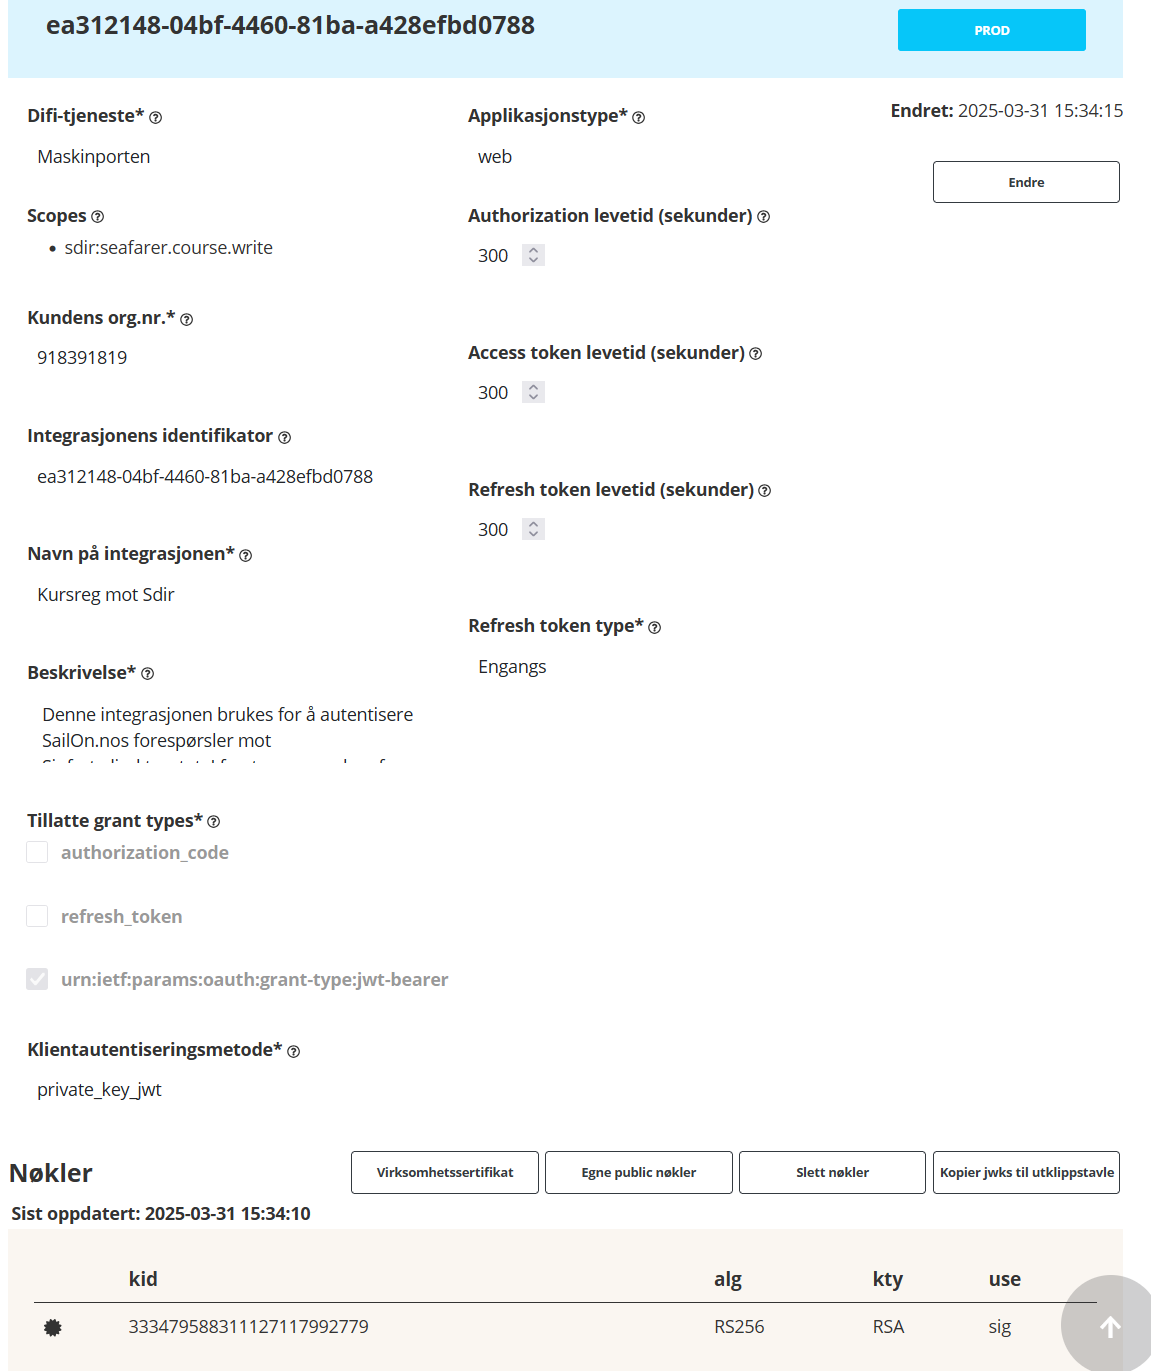 ea312148-04bf-4460-81ba-a428efbd0788
PROD
Difi-tjeneste*
Maskinporten
Scopes
• sdir:seafarer.course.write
Kundens org.nr.*
918391819
Integrasjonens identifikator
ea312148-04bf-4460-81ba-a428efbd0788
Navn på integrasjonen*
Kursreg mot Sdir
Beskrivelse*
Denne integrasjonen brukes for å autentisere
SailOn.nos forespørsler mot
Applikasjonstype*
web
Authorization levetid (sekunder)
300
Access token levetid (sekunder)
300
Refresh token levetid (sekunder)
300
Refresh token type*
Engangs
Endret: 2025-03-31 15:34:15
Endre
Tillatte grant types*
authorization_code
refresh_token
urn:ietf:params:oauth:grant-type:jwt-bearer
Klientautentiseringsmetode*
private_key_jwt
Nøkler
Virksomhetssertifikat
Egne public nøkler
Slett nøkler
Kopier jwks til utklippstavle
Sist oppdatert: 2025-03-31 15:34:10
kid alg kty use
333479588311127117992779 RS256 RSA sig